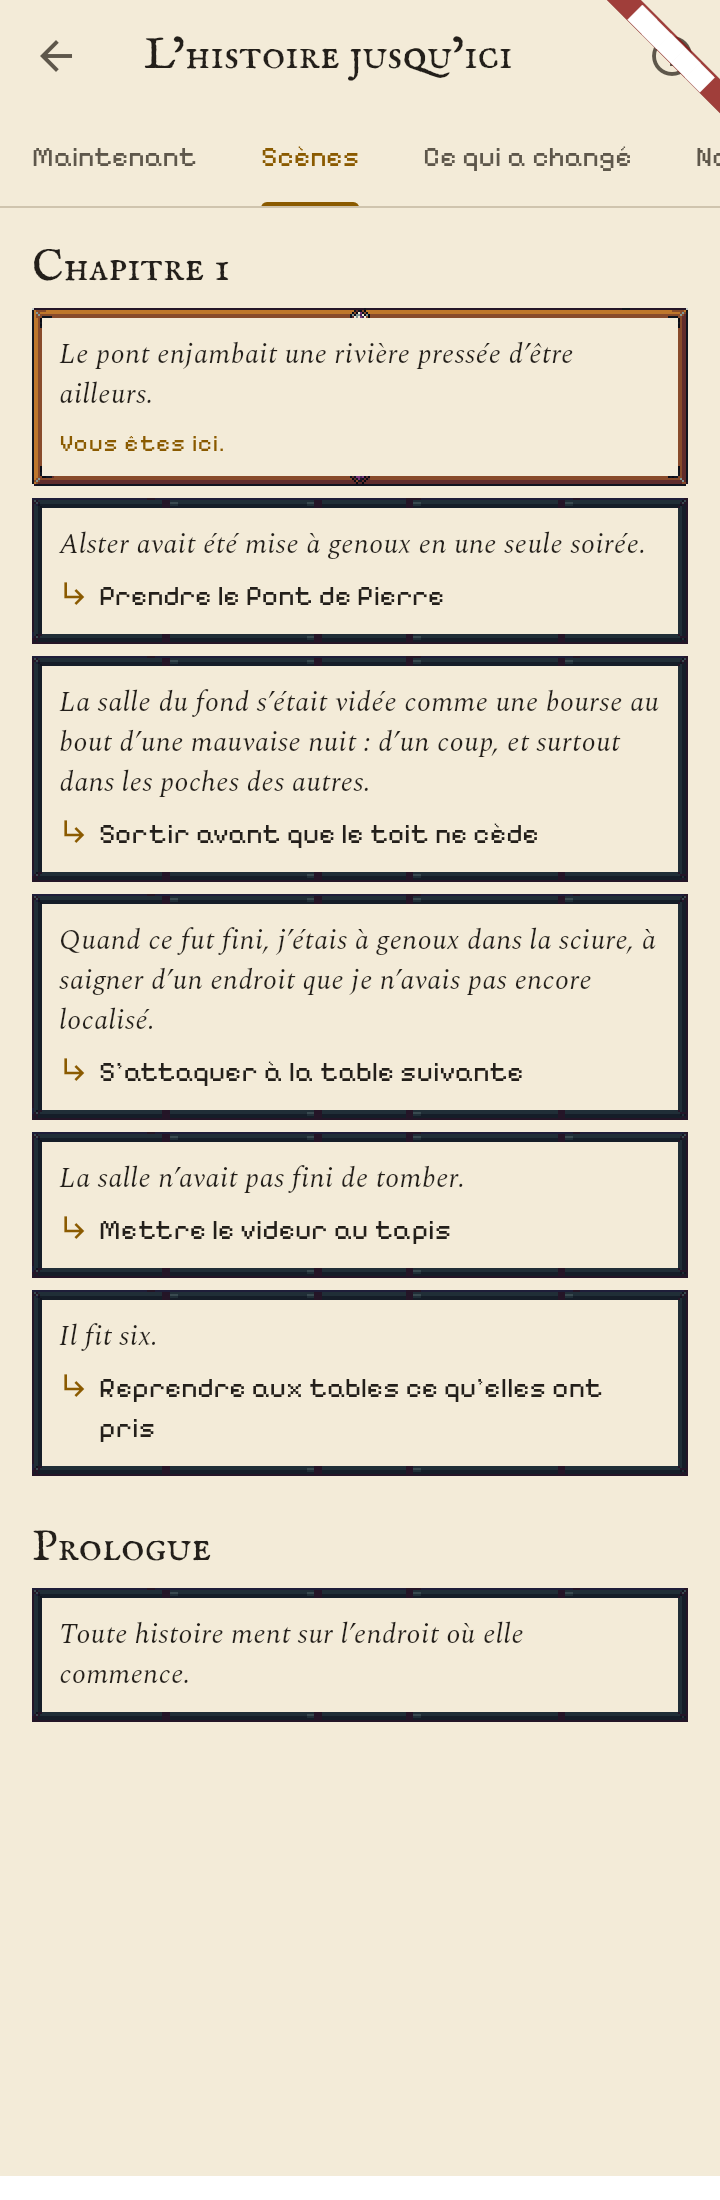 L’histoire jusqu’ici
Maintenant
Scènes
Ce qui a changé
Chapitre 1
Le pont enjambait une rivière pressée d’être
ailleurs.
Vous êtes ici.
Alster avait été mise à genoux en une seule soirée.
↳ Prendre le Pont de Pierre
La salle du fond s’était vidée comme une bourse au
bout d’une mauvaise nuit : d’un coup, et surtout
dans les poches des autres.
↳ Sortir avant que le toit ne cède
Quand ce fut fini, j’étais à genoux dans la sciure, à
saigner d’un endroit que je n’avais pas encore
localisé.
↳ S’attaquer à la table suivante
La salle n’avait pas fini de tomber.
↳ Mettre le videur au tapis
Il fit six.
↳ Reprendre aux tables ce qu’elles ont
pris
Prologue
Toute histoire ment sur l’endroit où elle
commence.